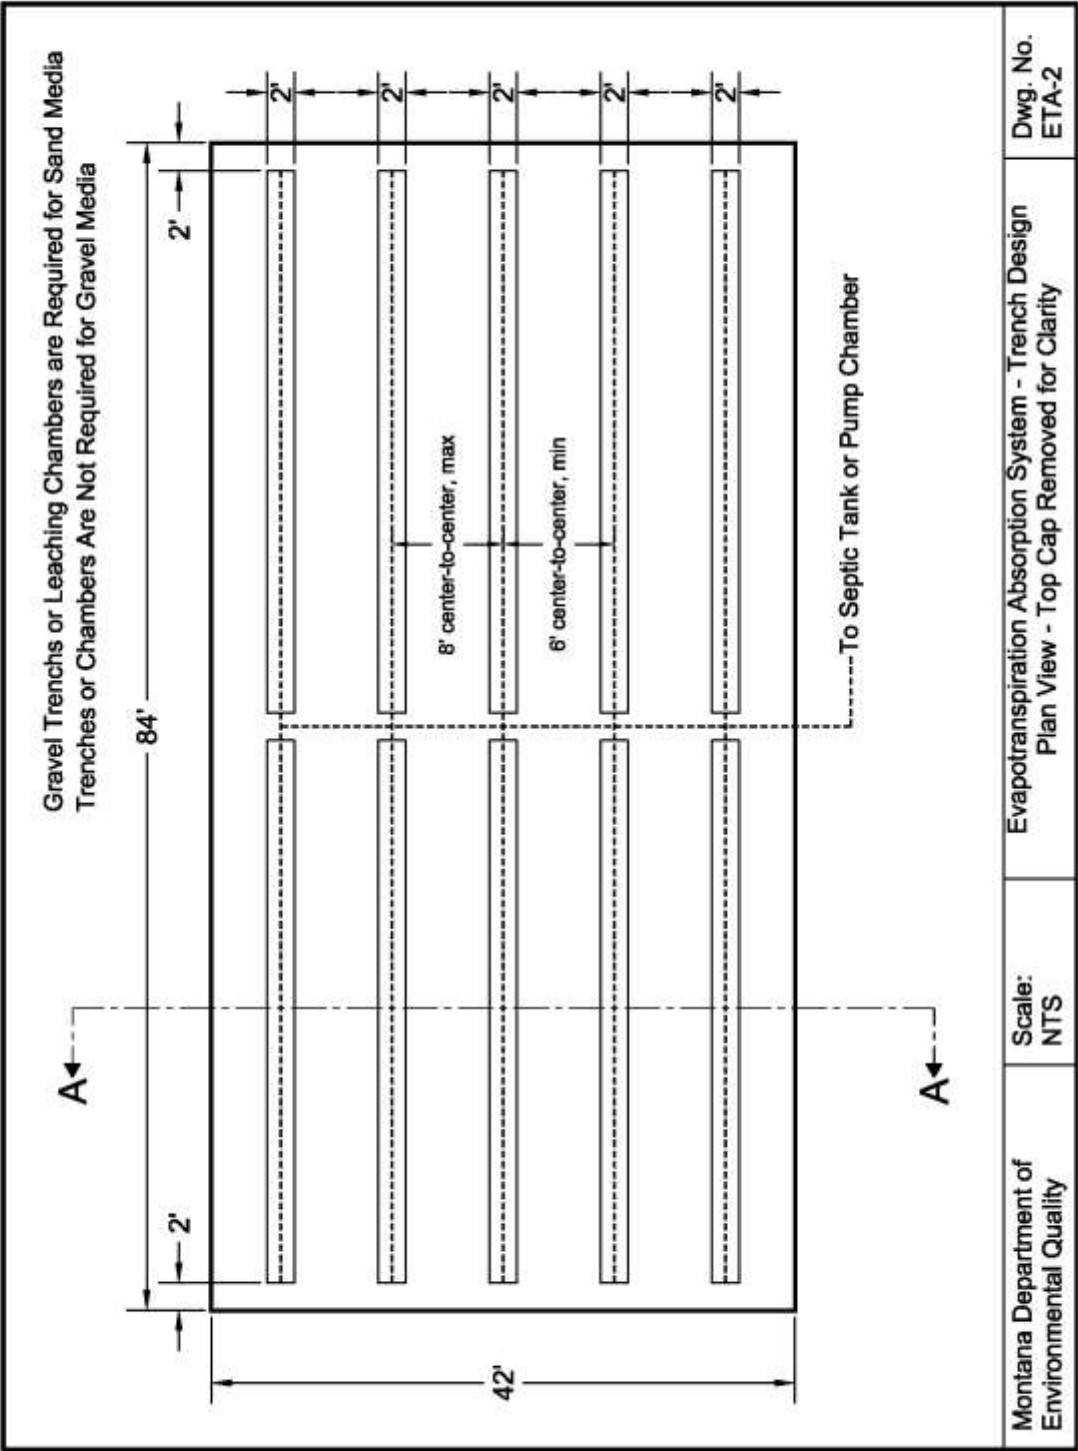 Gravel Trenchs or Leaching Chambers are Required for Sand Media
Trenches or Chambers Are Not Required for Gravel Media
84'
2'
2'
2'
2'
2'
2'
2'
42'
8' center-to-center, max
6' center-to-center, min
A
A
To Septic Tank or Pump Chamber
Montana Department of
Environmental Quality
Scale:
NTS
Evapotranspiration Absorption System - Trench Design
Plan View - Top Cap Removed for Clarity
Dwg. No.
ETA-2